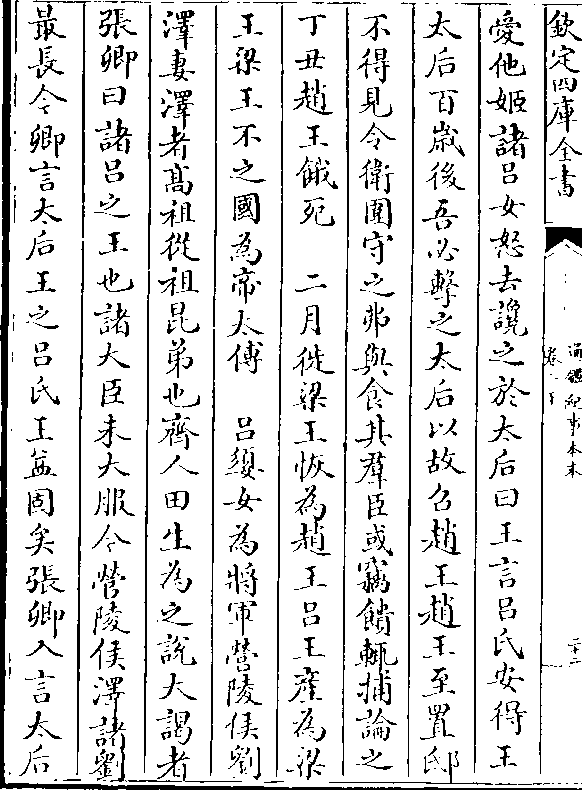 欽定四庫全書
通鑑紀事本末
卷二下
二十二
愛他姬諸呂女怒去讒之於太后曰王言呂氏安得王
太后百歳後吾必擊之太后以故召趙王趙王至置邸
不得見令衛圍守之弗與食其羣臣或竊饋輒捕論之
丁丑趙王餓死　二月徙梁王恢為趙王呂王産為梁
王梁王不之國為帝太傅　呂嬃女為將軍營陵侯劉
澤妻澤者髙祖從祖昆弟也齊人田生為之說大謁者
張卿曰諸呂之王也諸大臣未大服今營陵侯澤諸劉
最長今卿言太后王之呂氏王益固矣張卿入言太后